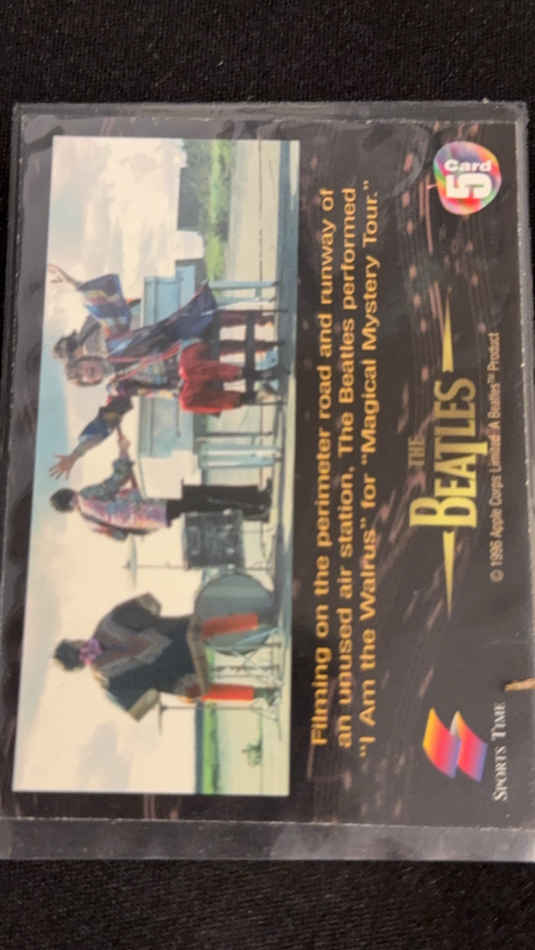 Filming on the perimeter road and runway of
an unused air station, The Beatles performed
"I Am the Walrus" for "Magical Mystery Tour."
SPORTS TIME
THE
BEATLES
© 1996 Apple Corps Limited A Beatles™ Product
Card
5